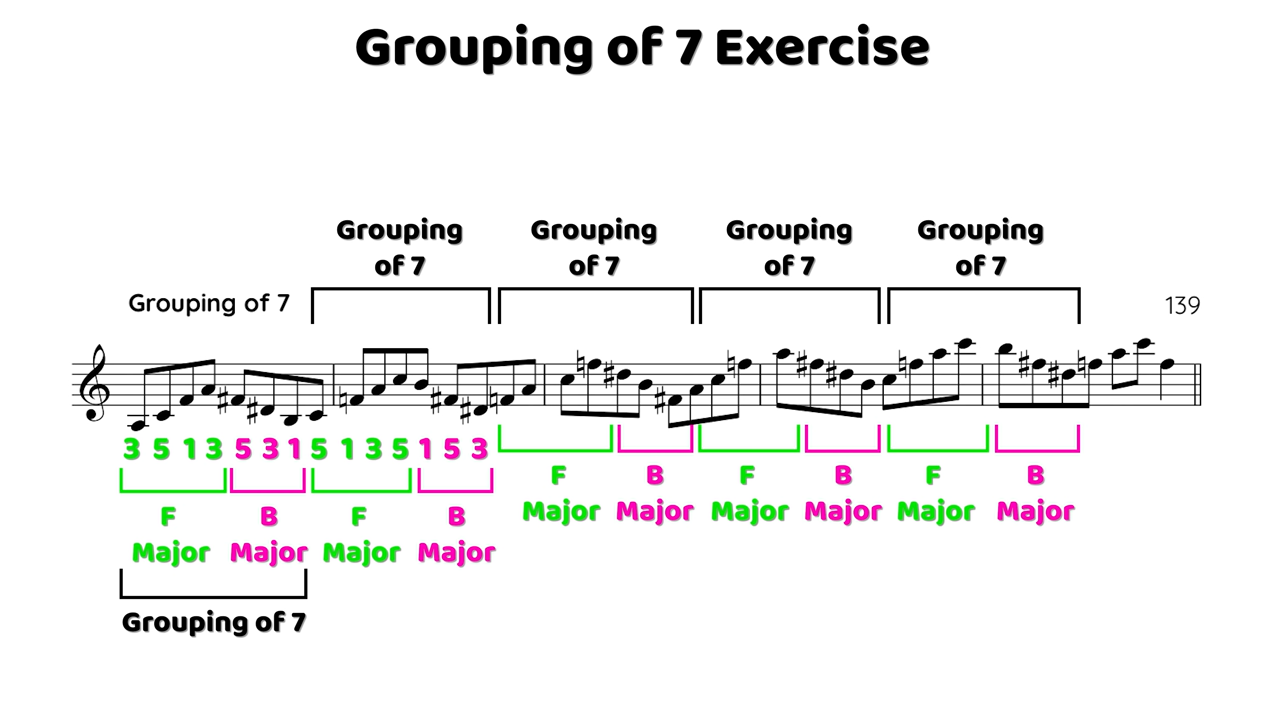 Grouping of 7 Exercise
Grouping Grouping Grouping Grouping
of 7 of 7 of 7 of 7
Grouping of 7 139
3 5 1 3 5 3 1 5 1 3 5 1 5 3
F B F B F B
Major Major Major Major Major Major
F B F B
Major Major Major Major
Grouping of 7